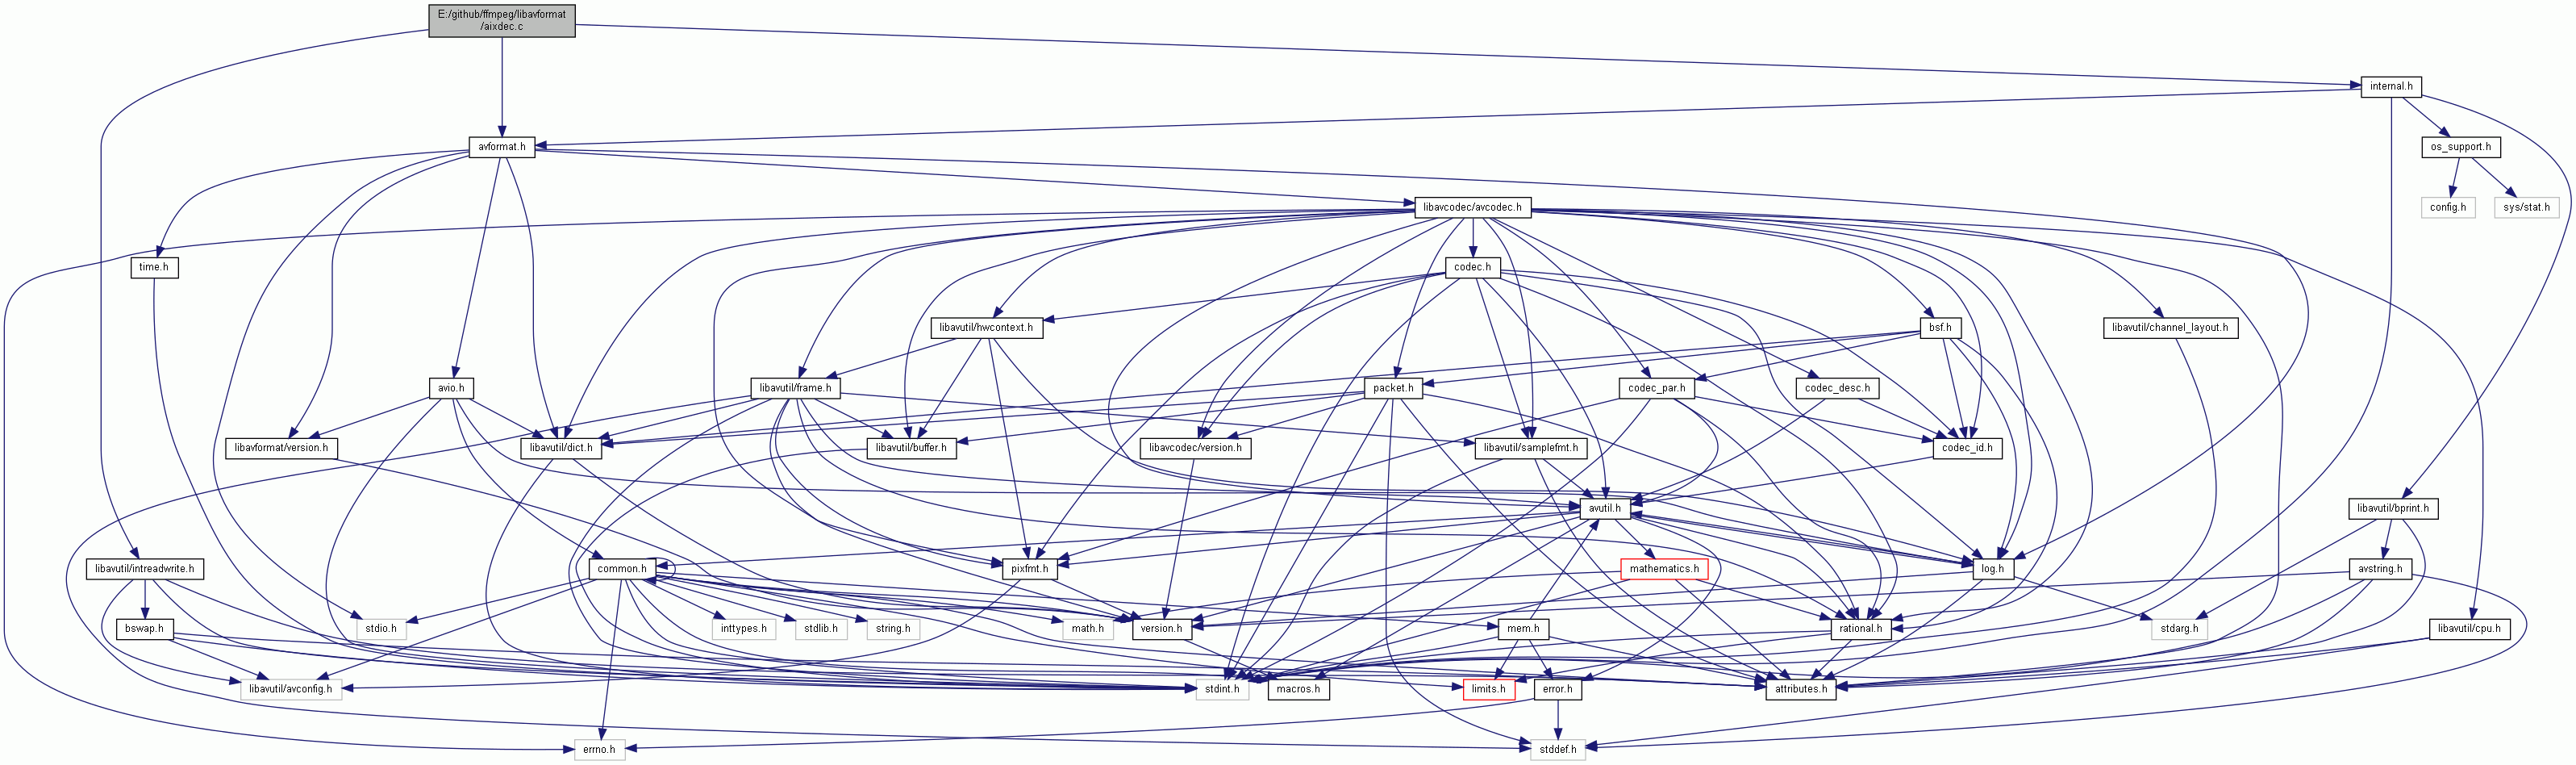 E:/github/ffmpeg/libavformat
/aixdec.c
internal.h
avformat.h
os_support.h
libavcodec/avcodec.h
config.h
sys/stat.h
time.h
codec.h
libavutil/hwcontext.h
bsf.h
libavutil/channel_layout.h
avio.h
libavutil/frame.h
packet.h
codec_par.h
codec_desc.h
libavformat/version.h
libavutil/dict.h
libavutil/buffer.h
libavcodec/version.h
libavutil/samplefmt.h
codec_id.h
avutil.h
libavutil/bprint.h
libavutil/intreadwrite.h
common.h
pixfmt.h
mathematics.h
log.h
avstring.h
bswap.h
stdio.h
inttypes.h
stdlib.h
string.h
math.h
version.h
mem.h
rational.h
stdarg.h
libavutil/cpu.h
libavutil/avconfig.h
stdint.h
macros.h
limits.h
error.h
attributes.h
errno.h
stddef.h